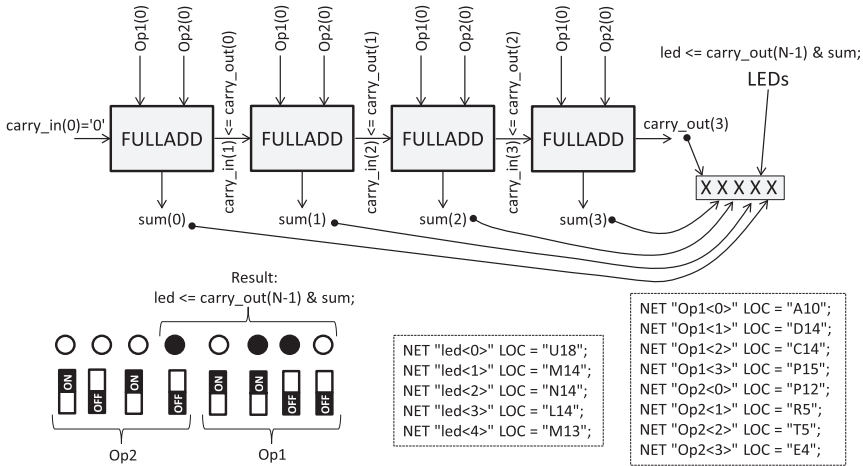 Op1(0)
Op2(0)
carry_in(1) <= carry_out(0)
Op1(0)
Op2(0)
carry_in(2) <= carry_out(1)
Op1(0)
Op2(0)
carry_in(3) <= carry_out(2)
Op1(0)
Op2(0)
led <= carry_out(N-1) & sum;
LEDs
carry_in(0)='0'
FULLADD
FULLADD
FULLADD
FULLADD
carry_out(3)
X X X X X
sum(0)
sum(1)
sum(2)
sum(3)
Result:
led <= carry_out(N-1) & sum;
ON
OFF
ON
OFF
ON
ON
OFF
OFF
Op2
Op1
NET "led<0>" LOC = "U18";
NET "led<1>" LOC = "M14";
NET "led<2>" LOC = "N14";
NET "led<3>" LOC = "L14";
NET "led<4>" LOC = "M13";
NET "Op1<0>" LOC = "A10";
NET "Op1<1>" LOC = "D14";
NET "Op1<2>" LOC = "C14";
NET "Op1<3>" LOC = "P15";
NET "Op2<0>" LOC = "P12";
NET "Op2<1>" LOC = "R5";
NET "Op2<2>" LOC = "T5";
NET "Op2<3>" LOC = "E4";